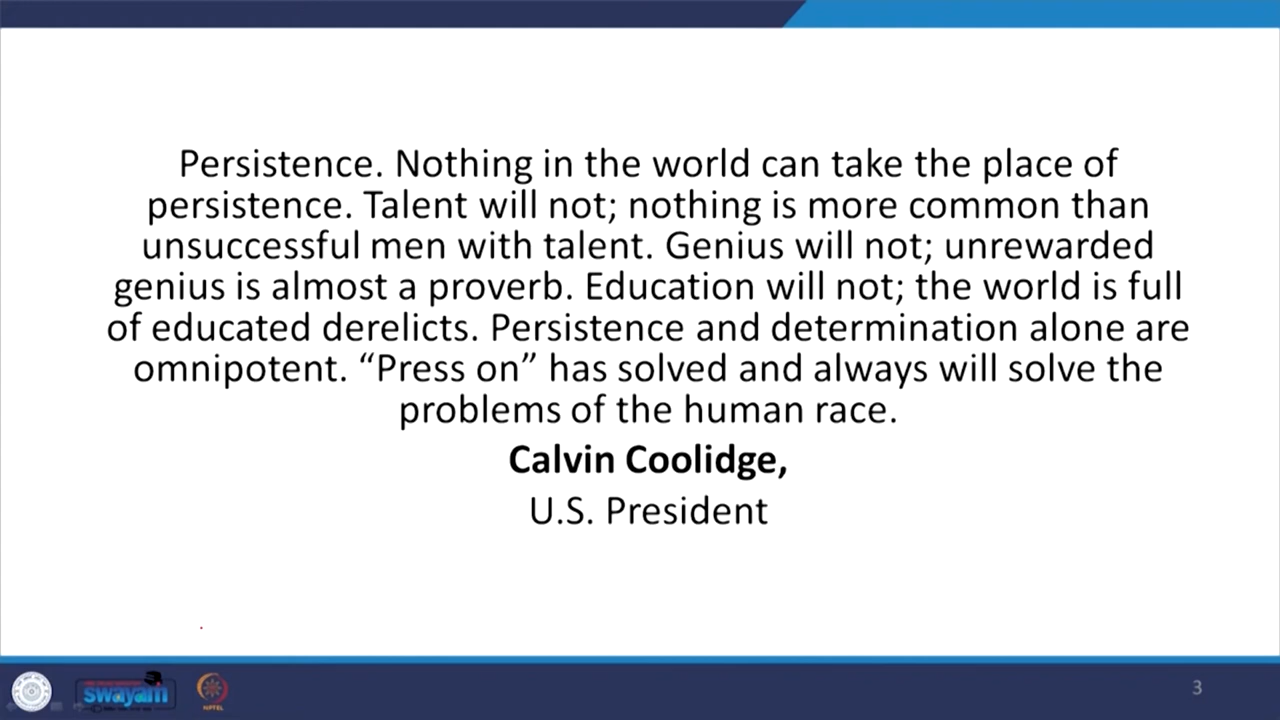 Persistence. Nothing in the world can take the place of
persistence. Talent will not; nothing is more common than
unsuccessful men with talent. Genius will not; unrewarded
genius is almost a proverb. Education will not; the world is full
of educated derelicts. Persistence and determination alone are
omnipotent. “Press on” has solved and always will solve the
problems of the human race.
Calvin Coolidge,
U.S. President
swayam
NPTEL
3